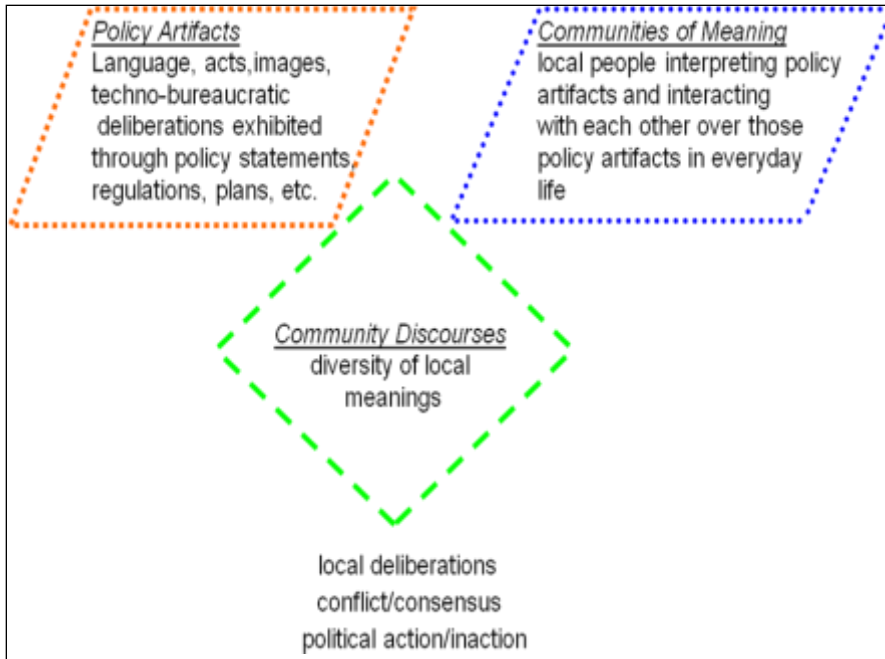 Policy Artifacts
Language, acts,images,
techno-bureaucratic
deliberations exhibited
through policy statements,
regulations, plans, etc.
Communities of Meaning
local people interpreting policy
artifacts and interacting
with each other over those
policy artifacts in everyday
life
Community Discourses
diversity of local
meanings
local deliberations
conflict/consensus
political action/inaction